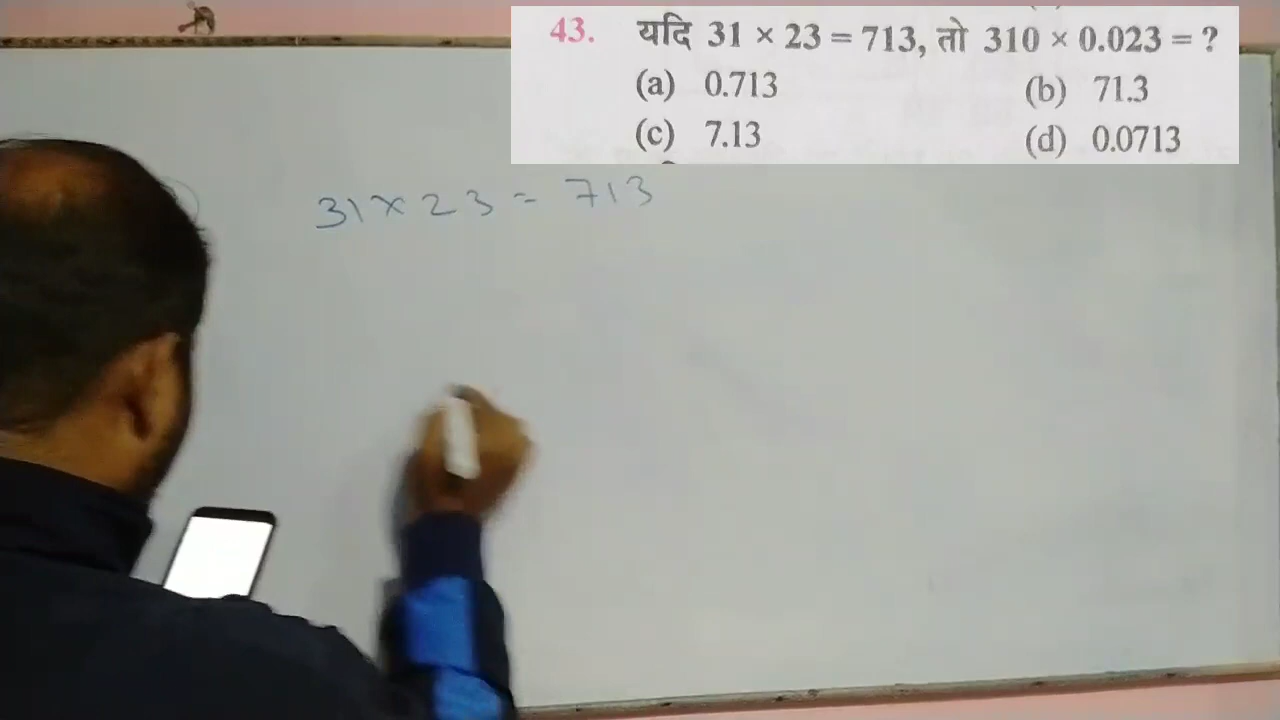 43. यदि 31 × 23 = 713, तो 310 × 0.023 = ?
(a) 0.713 (b) 71.3
(c) 7.13 (d) 0.0713
31 × 23 = 713